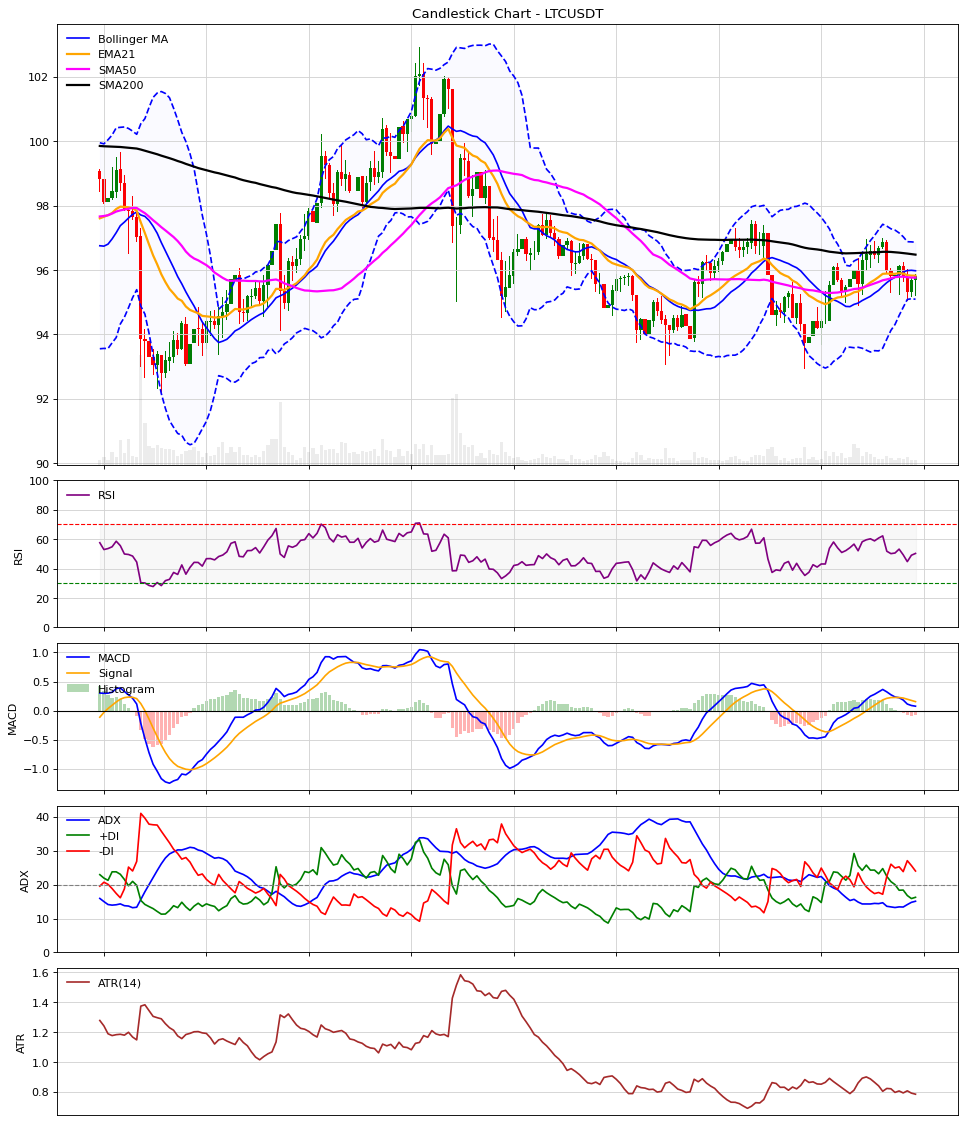 Candlestick Chart - LTCUSDT
Bollinger MA
EMA21
SMA50
SMA200
102
100
98
96
94
92
90
RSI
RSI
100
80
60
40
20
0
MACD
Signal
Histogram
MACD
1.0
0.5
0.0
−0.5
−1.0
ADX
+DI
-DI
ADX
40
30
20
10
0
ATR(14)
ATR
1.6
1.4
1.2
1.0
0.8